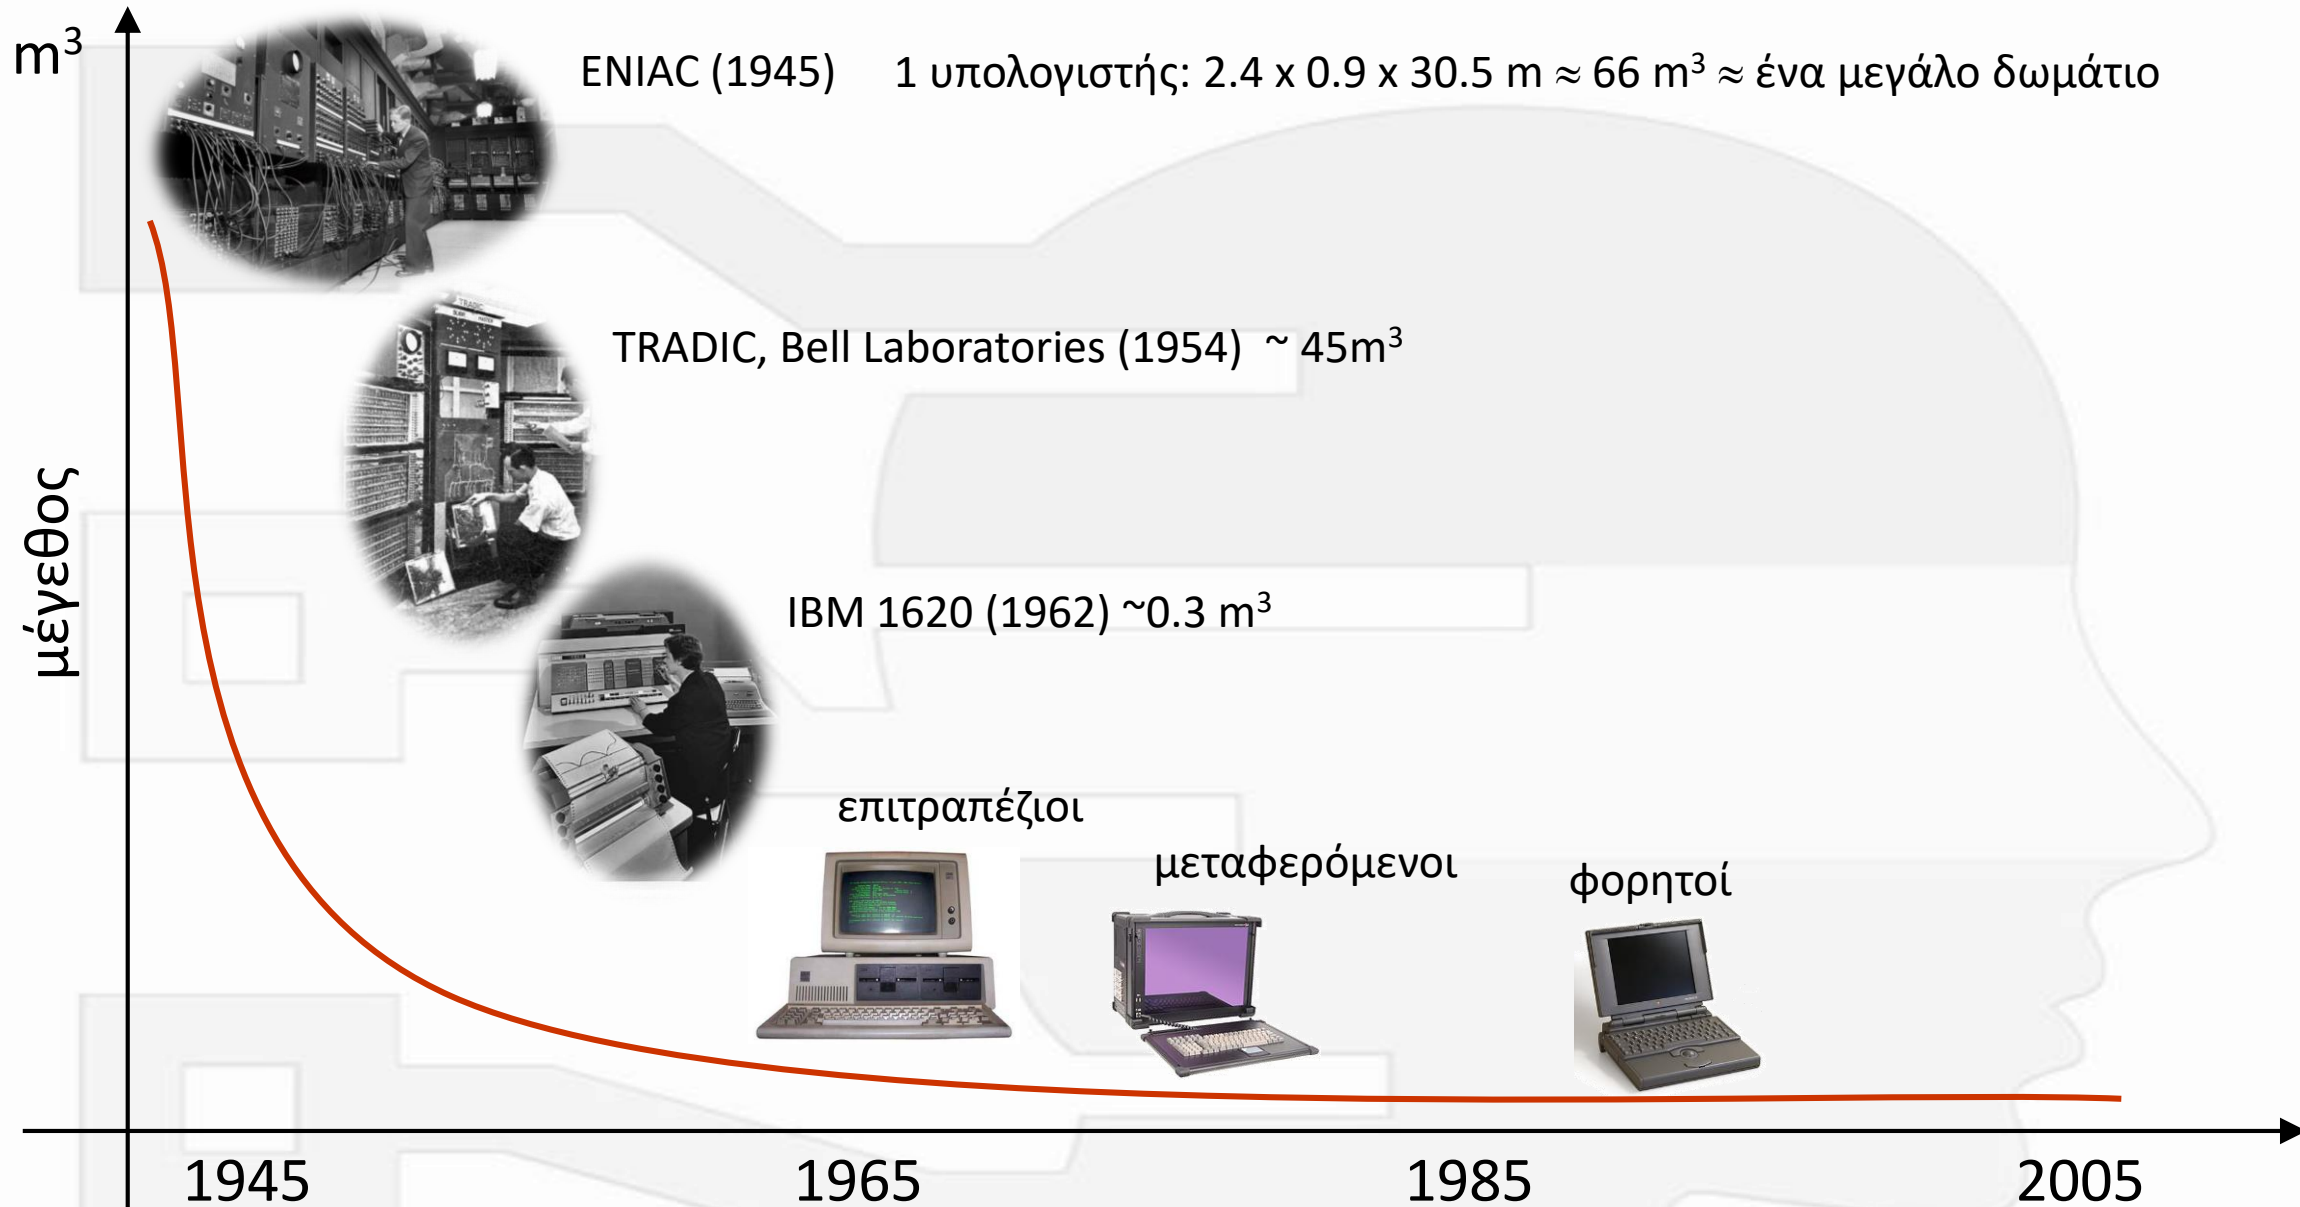 m³
ENIAC (1945) 1 υπολογιστής: 2.4 x 0.9 x 30.5 m ≈ 66 m³ ≈ ένα μεγάλο δωμάτιο
TRADIC, Bell Laboratories (1954) ~ 45m³
μέγεθος
IBM 1620 (1962) ~0.3 m³
επιτραπέζιοι
μεταφερόμενοι
φορητοί
1945 1965 1985 2005